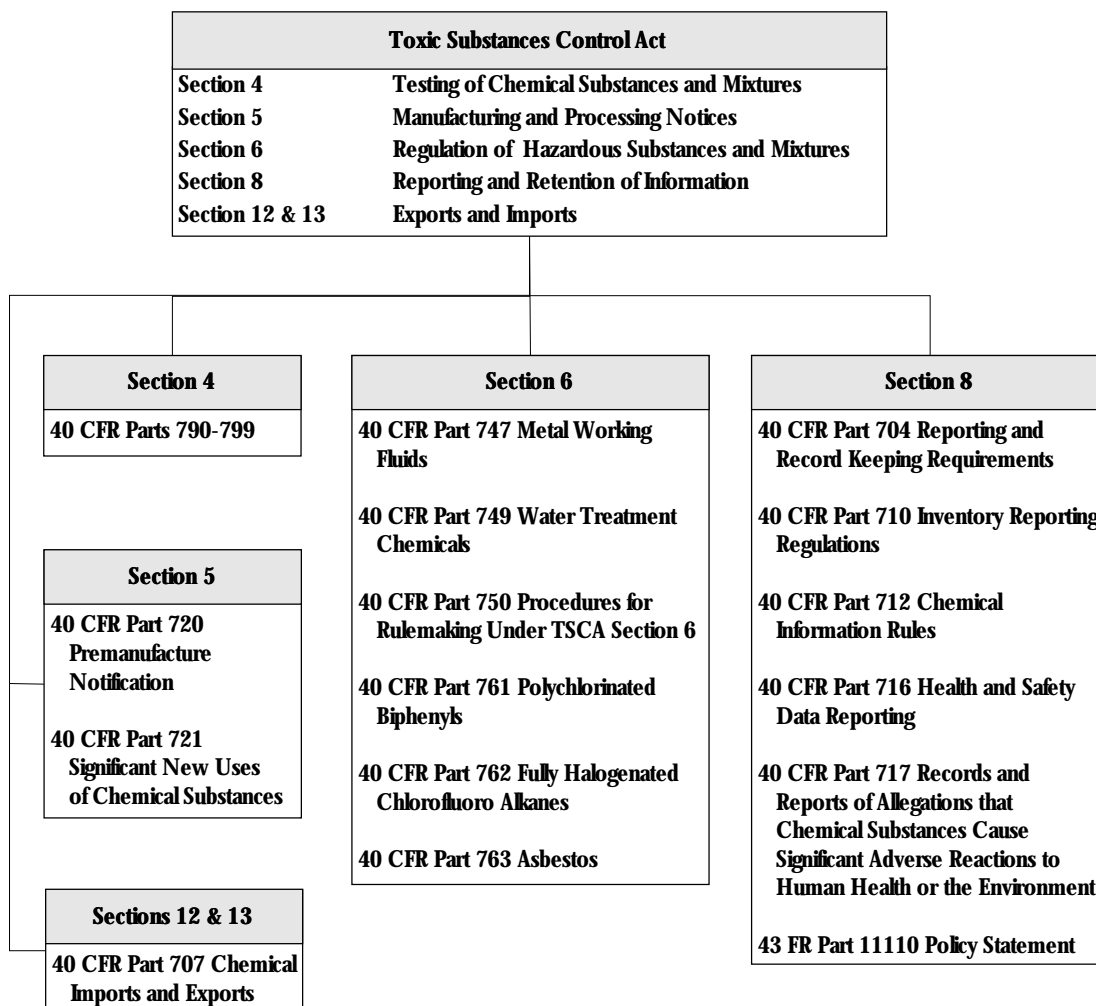 Toxic Substances Control Act
Section 4 Testing of Chemical Substances and Mixtures
Section 5 Manufacturing and Processing Notices
Section 6 Regulation of Hazardous Substances and Mixtures
Section 8 Reporting and Retention of Information
Section 12 & 13 Exports and Imports
Section 4
40 CFR Parts 790-799
Section 5
40 CFR Part 720
Premanufacture
Notification
40 CFR Part 721
Significant New Uses
of Chemical Substances
Sections 12 & 13
40 CFR Part 707 Chemical
Imports and Exports
Section 6
40 CFR Part 747 Metal Working
Fluids
40 CFR Part 749 Water Treatment
Chemicals
40 CFR Part 750 Procedures for
Rulemaking Under TSCA Section 6
40 CFR Part 761 Polychlorinated
Biphenyls
40 CFR Part 762 Fully Halogenated
Chlorofluoro Alkanes
40 CFR Part 763 Asbestos
Section 8
40 CFR Part 704 Reporting and
Record Keeping Requirements
40 CFR Part 710 Inventory Reporting
Regulations
40 CFR Part 712 Chemical
Information Rules
40 CFR Part 716 Health and Safety
Data Reporting
40 CFR Part 717 Records and
Reports of Allegations that
Chemical Substances Cause
Significant Adverse Reactions to
Human Health or the Environment
43 FR Part 11110 Policy Statement